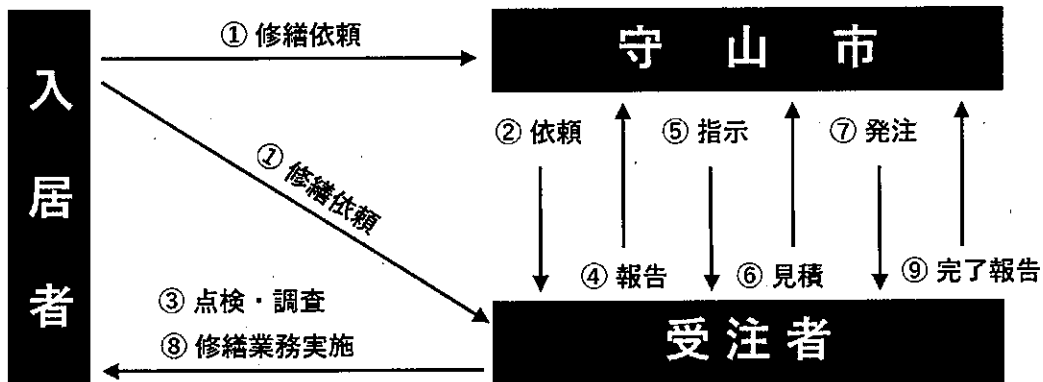 入居者
① 修繕依頼
守山市
② 依頼
⑤ 指示
⑦ 発注
① 修繕依頼
④ 報告
⑥ 見積
⑨ 完了報告
③ 点検・調査
⑧ 修繕業務実施
受注者